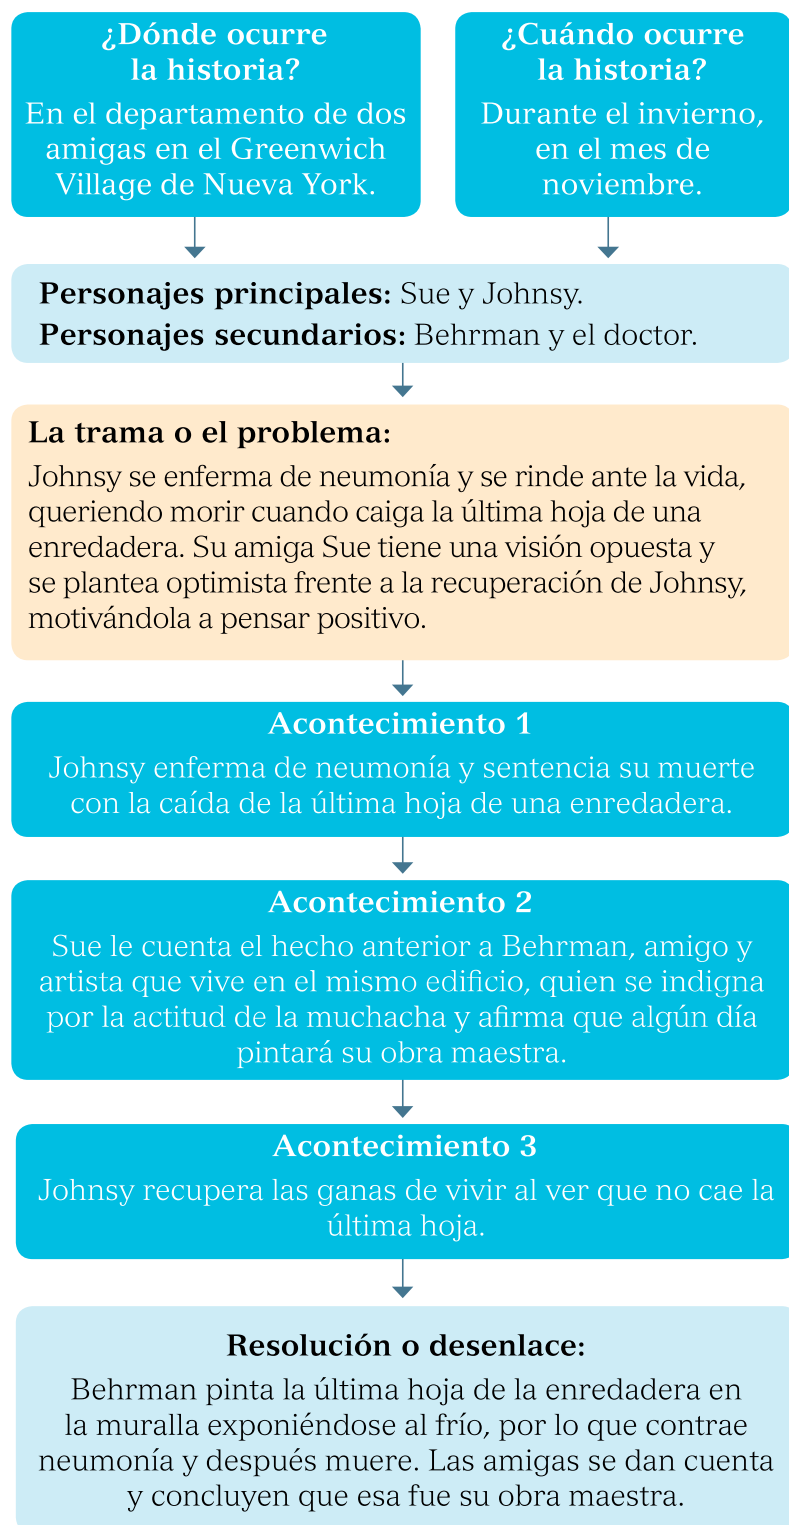 ¿Dónde ocurre
la historia?
En el departamento de dos
amigas en el Greenwich
Village de Nueva York.
¿Cuándo ocurre
la historia?
Durante el invierno,
en el mes de
noviembre.
Personajes principales: Sue y Johnsy.
Personajes secundarios: Behrman y el doctor.
La trama o el problema:
Johnsy se enferma de neumonía y se rinde ante la vida,
queriendo morir cuando caiga la última hoja de una
enredadera. Su amiga Sue tiene una visión opuesta y
se plantea optimista frente a la recuperación de Johnsy,
motivándola a pensar positivo.
Acontecimiento 1
Johnsy enferma de neumonía y sentencia su muerte
con la caída de la última hoja de una enredadera.
Acontecimiento 2
Sue le cuenta el hecho anterior a Behrman, amigo y
artista que vive en el mismo edificio, quien se indigna
por la actitud de la muchacha y afirma que algún día
pintará su obra maestra.
Acontecimiento 3
Johnsy recupera las ganas de vivir al ver que no cae la
última hoja.
Resolución o desenlace:
Behrman pinta la última hoja de la enredadera en
la muralla exponiéndose al frío, por lo que contrae
neumonía y después muere. Las amigas se dan cuenta
y concluyen que esa fue su obra maestra.